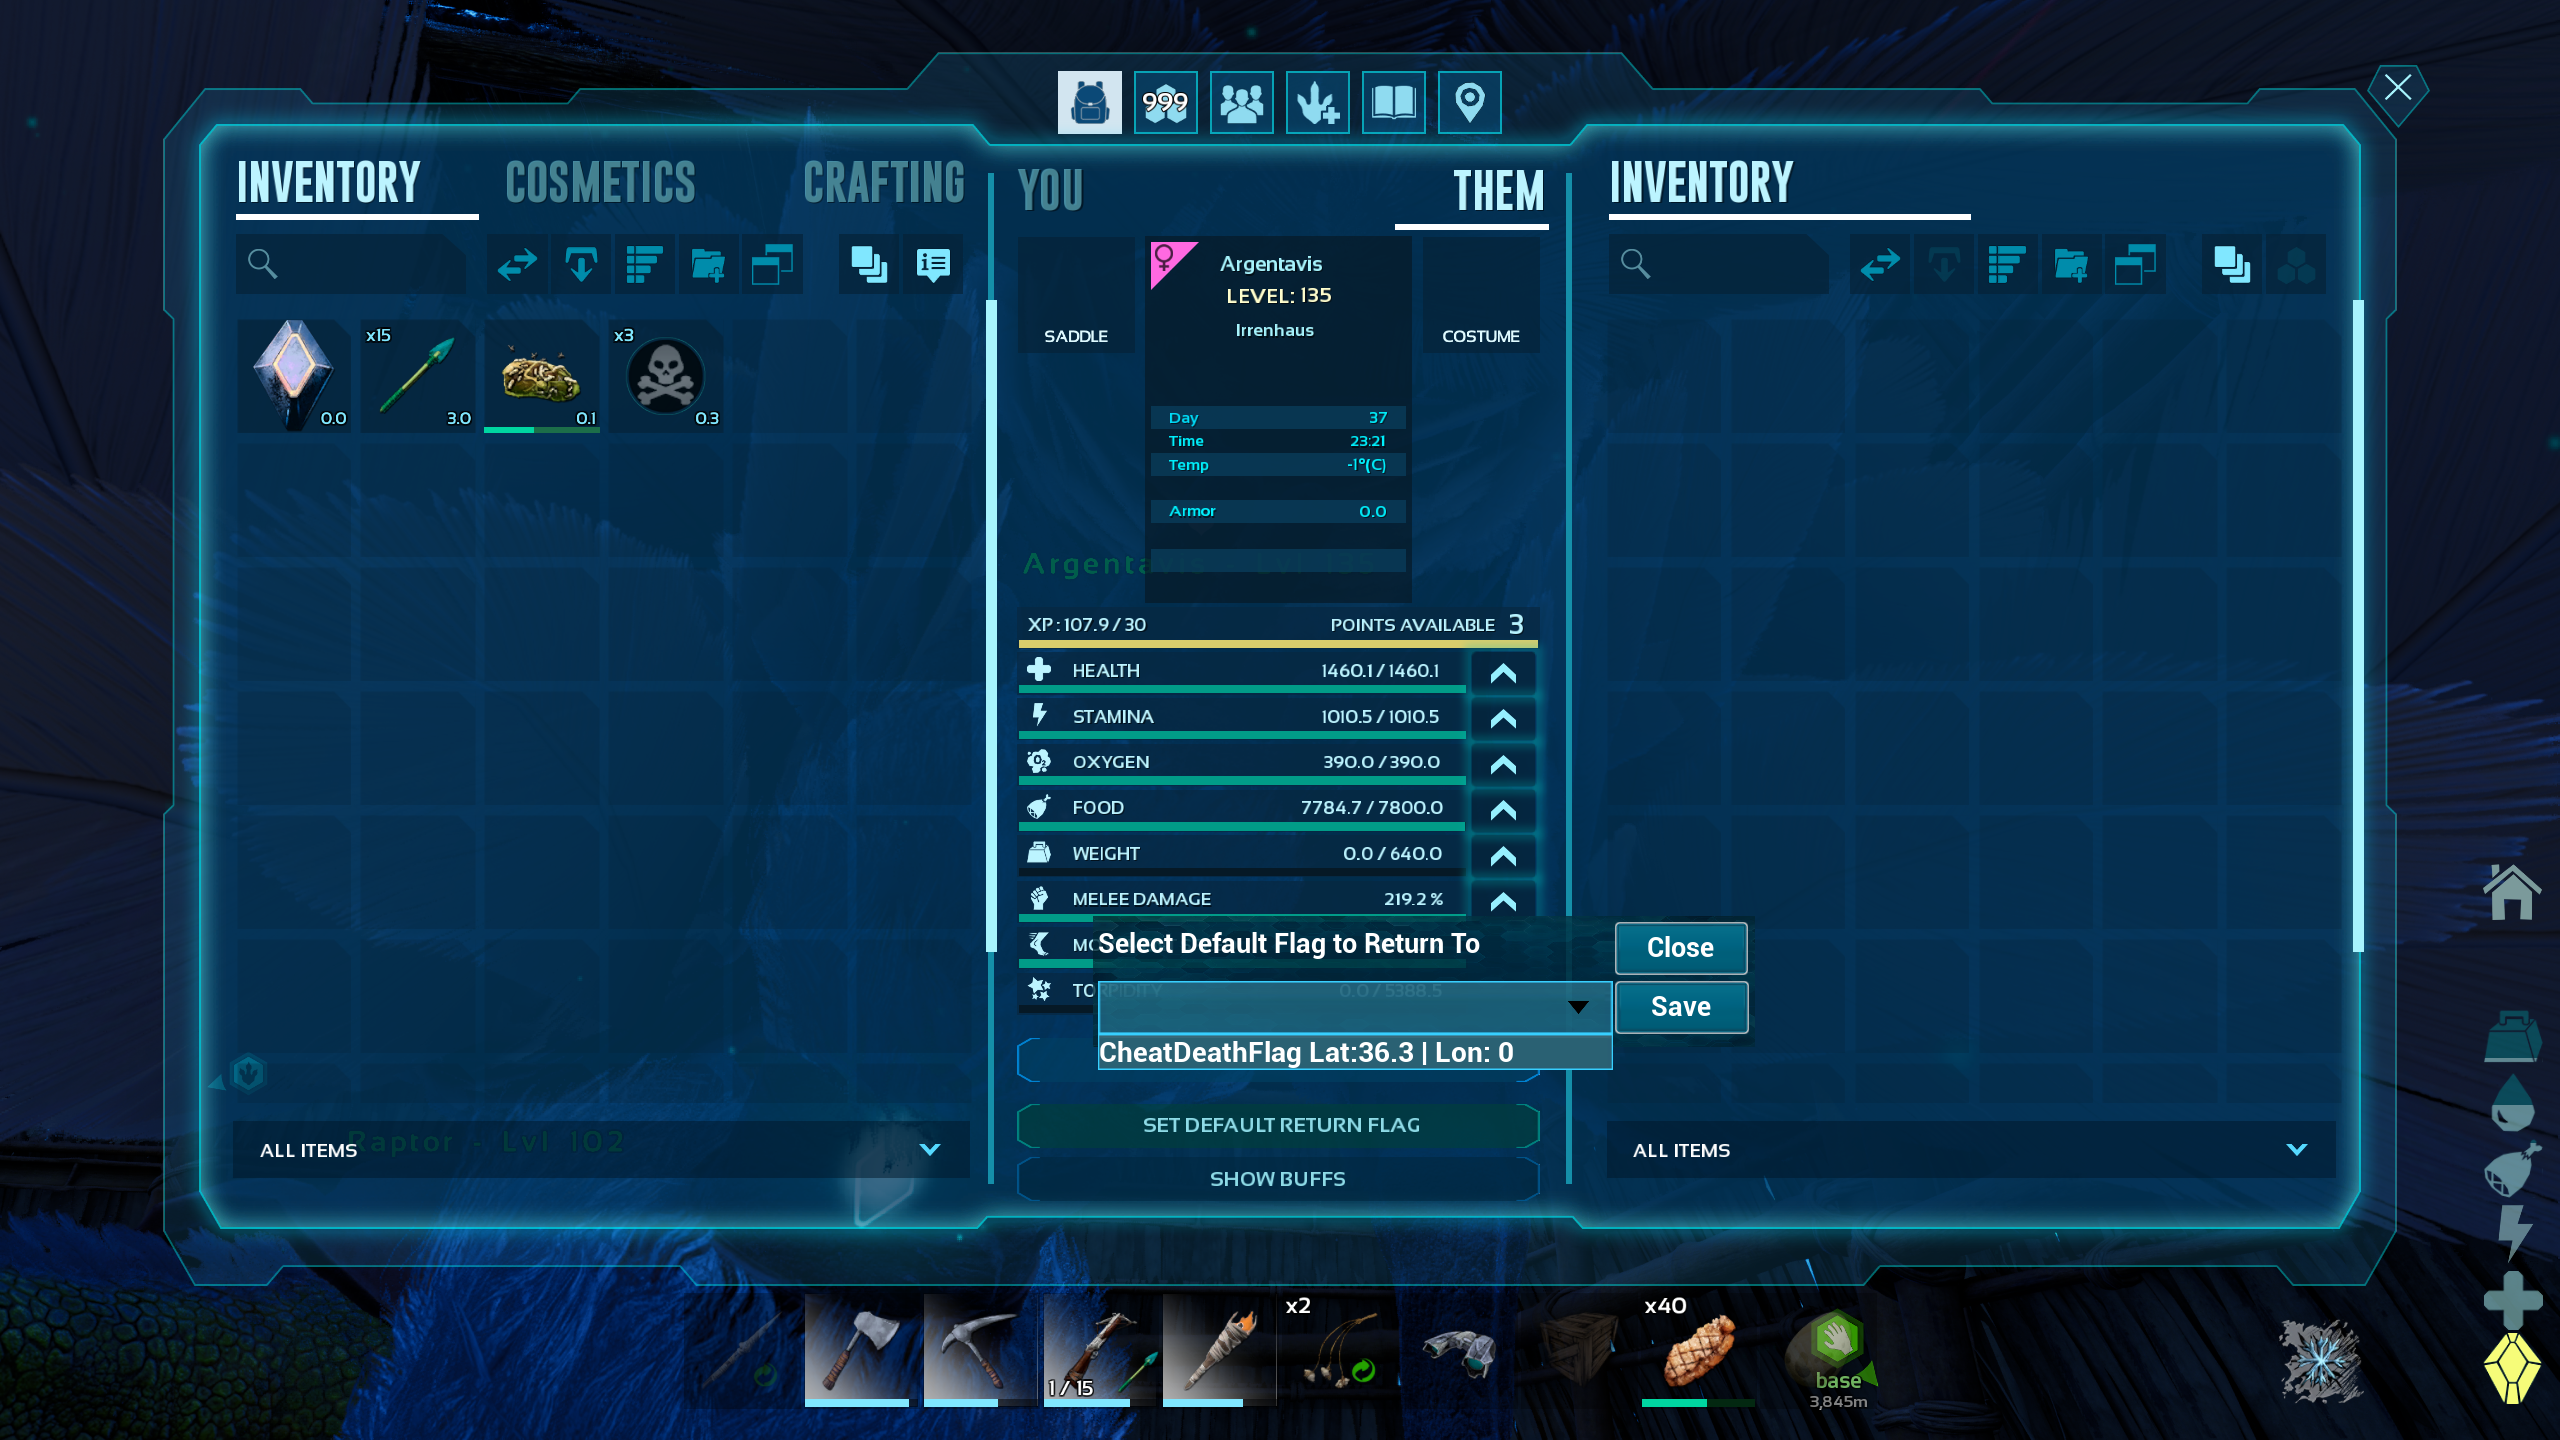 999
INVENTORY
COSMETICS
CRAFTING
YOU
THEM
INVENTORY
x15
x3
0.0
3.0
0.1
0.3
SADDLE
Argentavis
LEVEL: 135
Irrenhaus
COSTUME
Day 37
Time 23:21
Temp -1°(C)
Armor 0.0
Argentavis - Lvl 135
XP : 107.9 / 30
POINTS AVAILABLE 3
HEALTH 1460.1 / 1460.1
STAMINA 1010.5 / 1010.5
OXYGEN 390.0 / 390.0
FOOD 7784.7 / 7800.0
WEIGHT 0.0 / 640.0
MELEE DAMAGE 219.2 %
MO
Select Default Flag to Return To
Close
TORPIDITY 0.0 / 5388.5
Save
CheatDeathFlag Lat:36.3 | Lon: 0
SET DEFAULT RETURN FLAG
SHOW BUFFS
ALL ITEMS
Raptor - Lvl 102
ALL ITEMS
1 / 15
x2
x40
base
3,845m